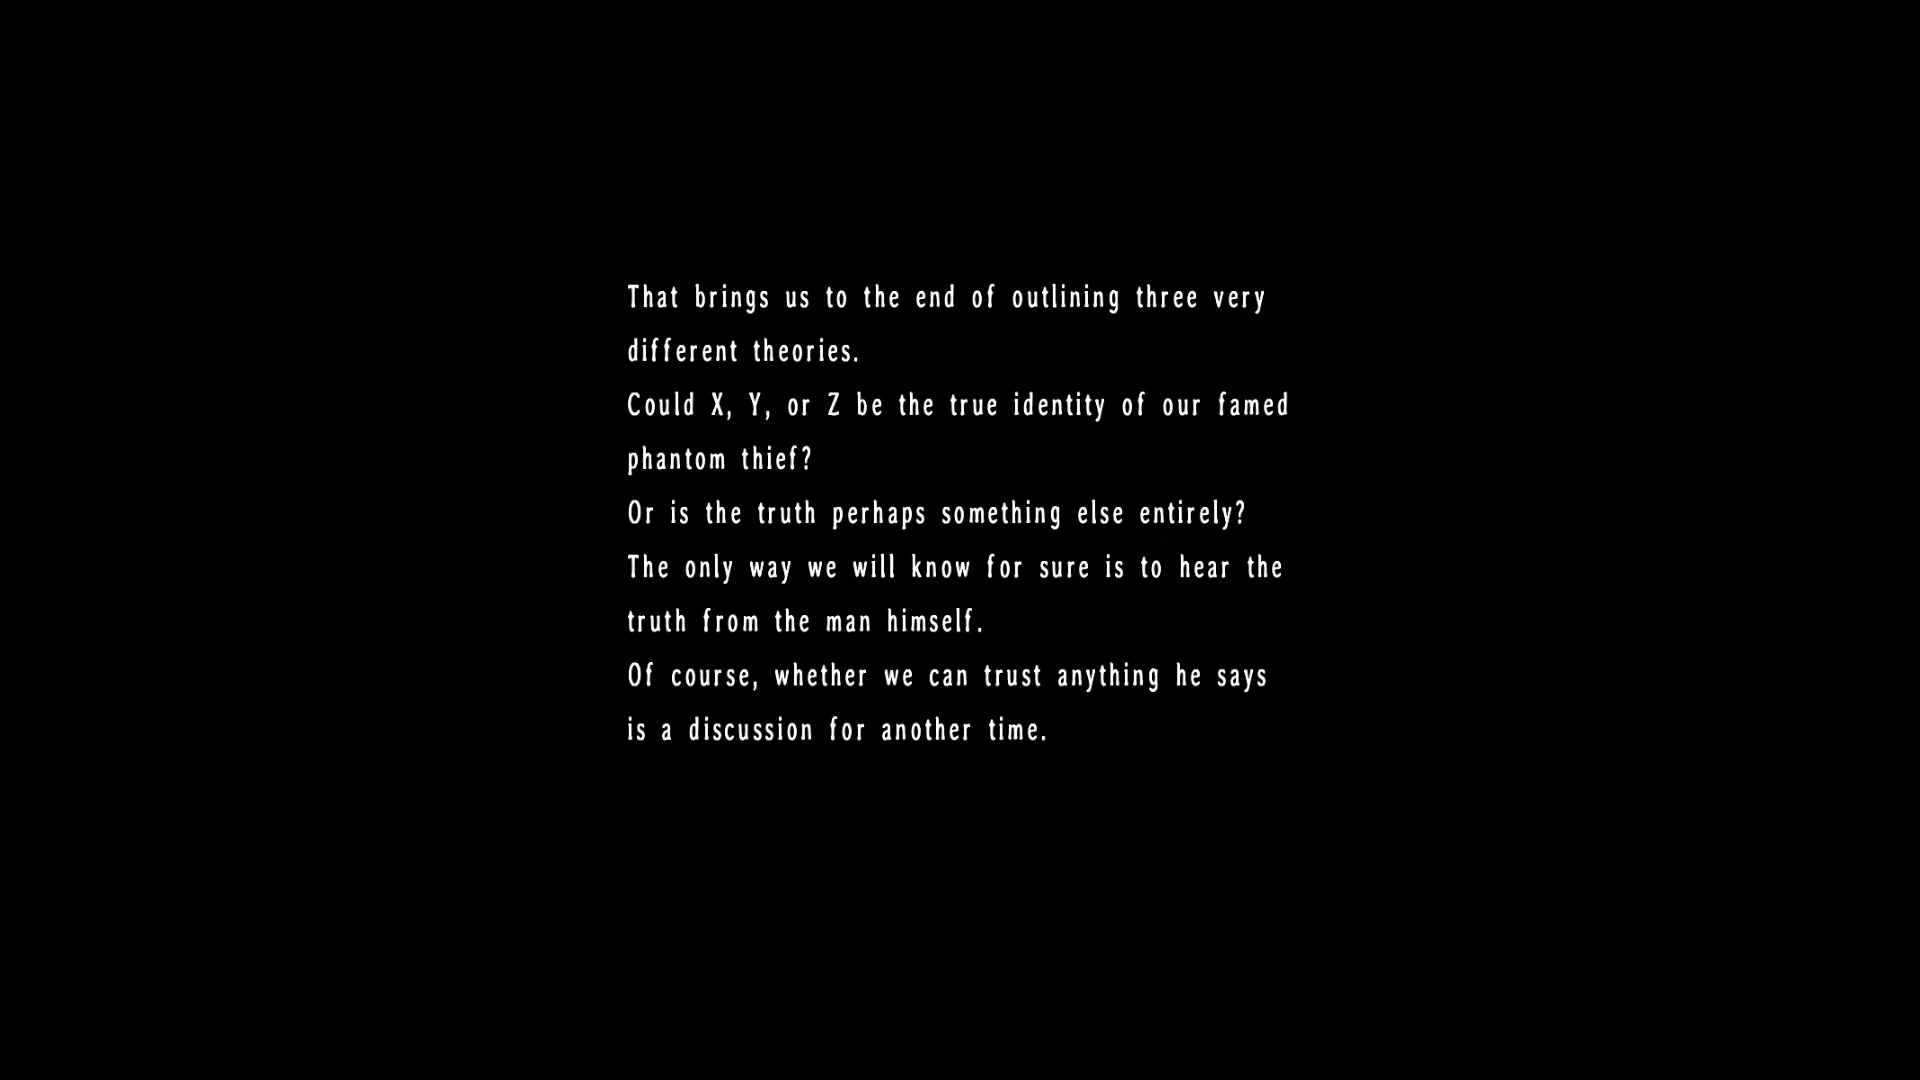 That brings us to the end of outlining three very
different theories.
Could X, Y, or Z be the true identity of our famed
phantom thief?
Or is the truth perhaps something else entirely?
The only way we will know for sure is to hear the
truth from the man himself.
Of course, whether we can trust anything he says
is a discussion for another time.